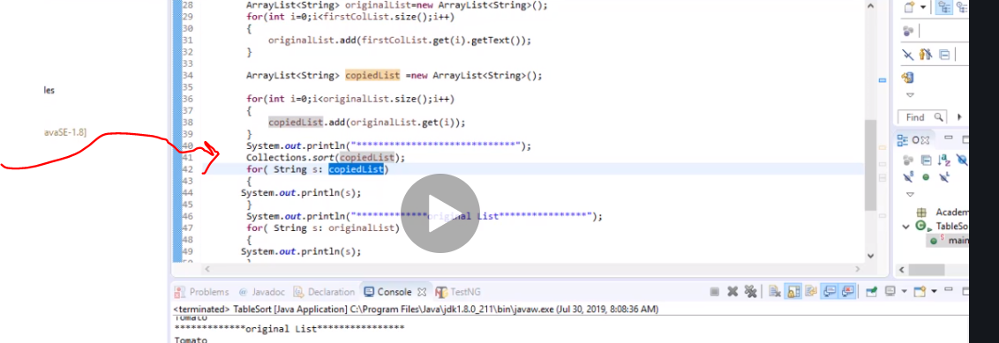 28 ArrayList<String> originalList=new ArrayList<String>();
29 for(int i=0;i<firstColList.size();i++)
30 {
31 originalList.add(firstColList.get(i).getText());
32 }
33
34 ArrayList<String> copiedList =new ArrayList<String>();
35
36 for(int i=0;i<originalList.size();i++)
37 {
38 copiedList.add(originalList.get(i));
39 }
40 System.out.println("*****************************");
41 Collections.sort(copiedList);
42 for( String s: copiedList)
43 {
44 System.out.println(s);
45 }
46 System.out.println("*************original List****************");
47 for( String s: originalList)
48 {
49 System.out.println(s);
les
avaSE-1.8]
Find
Academ
TableSo
main
Problems @ Javadoc Declaration Console TestNG
<terminated> TableSort [Java Application] C:\Program Files\Java\jdk1.8.0_211\bin\javaw.exe (Jul 30, 2019, 8:08:36 AM)
Tomato
*************original List****************
Tomato